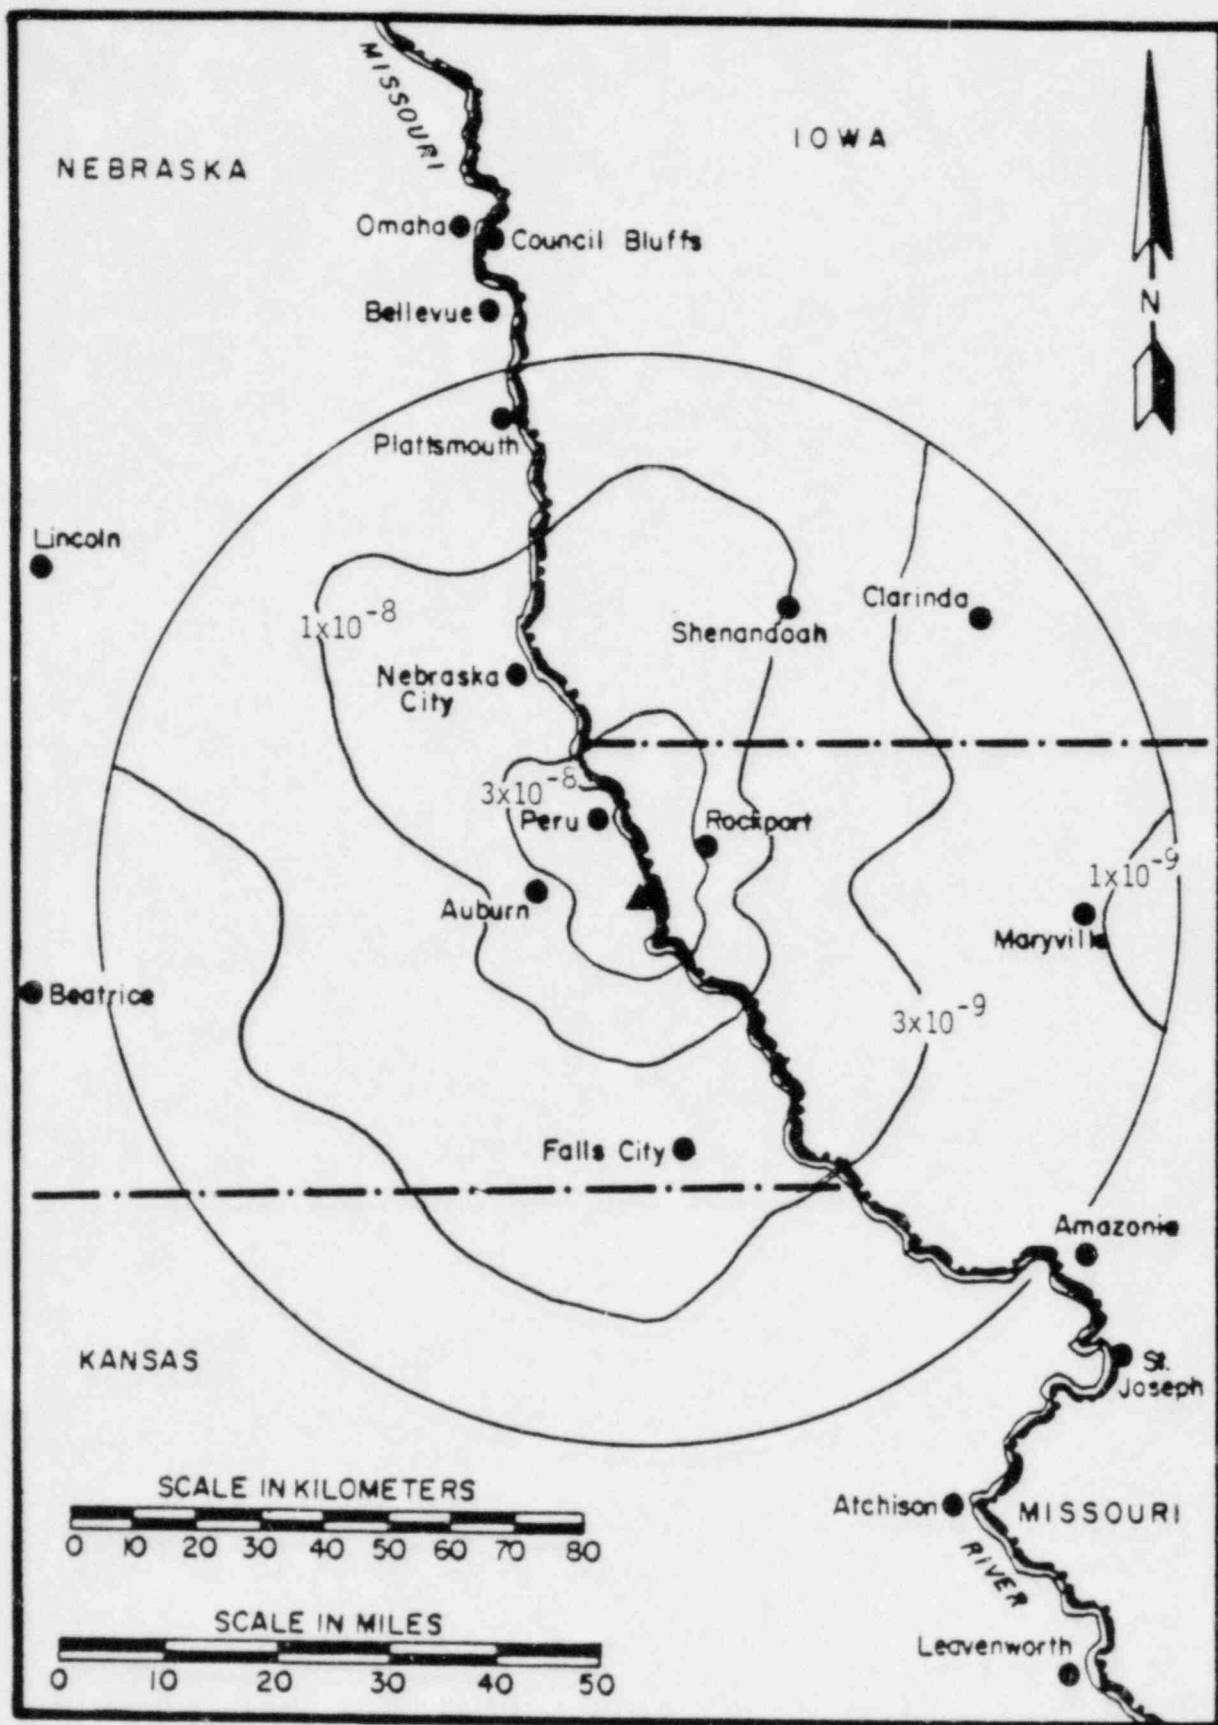 MISSOURI
NEBRASKA
IOWA
Omaha
Council Bluffs
N
Bellevue
Plattsmouth
Lincoln
Clarinda
1x10⁻⁸
Shenandoah
Nebraska
City
3x10⁻⁸
Peru
Rockport
1x10⁻⁹
Auburn
Maryville
Beatrice
3x10⁻⁹
Falls City
Amazonia
KANSAS
St.
Joseph
SCALE IN KILOMETERS
0 10 20 30 40 50 60 70 80
Atchison
MISSOURI
RIVER
SCALE IN MILES
0 10 20 30 40 50
Leavenworth